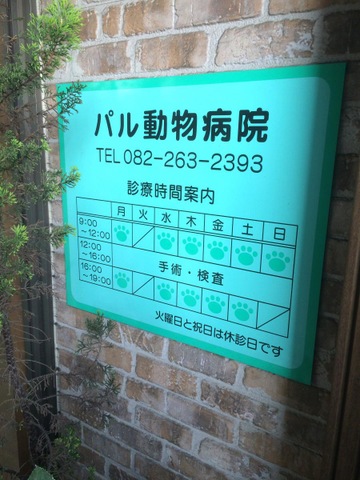 パル動物病院
TEL 082-263-2393
診療時間案内
月 火 水 木 金 土 日
9:00
～12:00
12:00
～16:00
手術・検査
16:00
～19:00
火曜日と祝日は休診日です